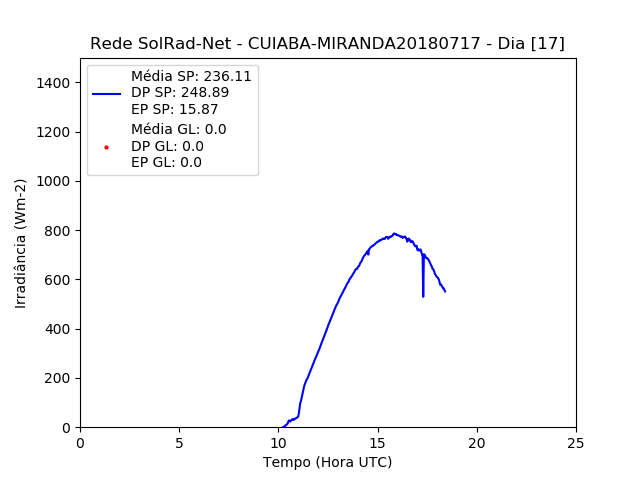 Rede SolRad-Net - CUIABA-MIRANDA20180717 - Dia [17]
Média SP: 236.11
DP SP: 248.89
EP SP: 15.87
Média GL: 0.0
DP GL: 0.0
EP GL: 0.0
Irradiância (Wm-2)
1400
1200
1000
800
600
400
200
0
0 5 10 15 20 25
Tempo (Hora UTC)